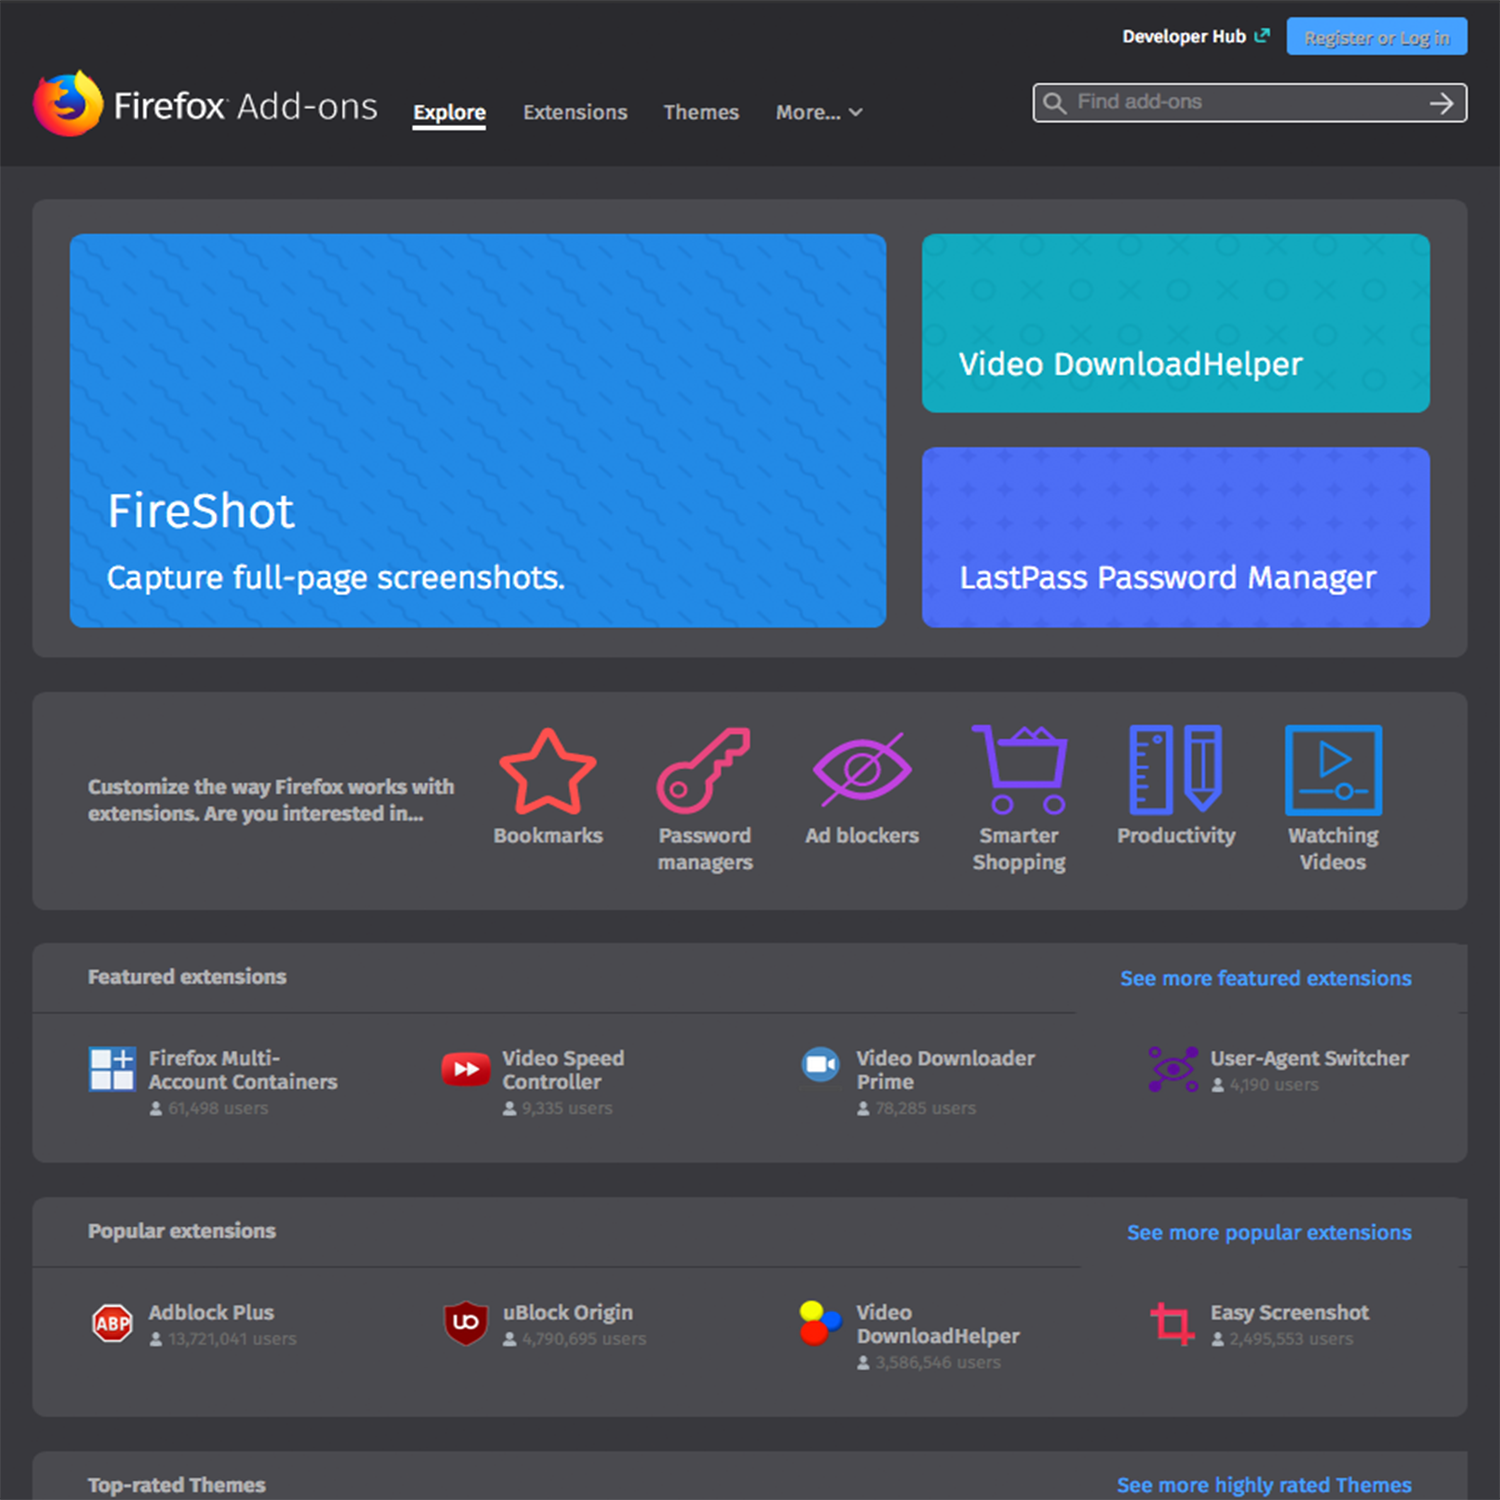 Developer Hub
Register or Log in
Firefox Add-ons
Explore
Extensions
Themes
More...
Find add-ons
FireShot
Capture full-page screenshots.
Video DownloadHelper
LastPass Password Manager
Customize the way Firefox works with
extensions. Are you interested in...
Bookmarks
Password
managers
Ad blockers
Smarter
Shopping
Productivity
Watching
Videos
Featured extensions
See more featured extensions
Firefox Multi-
Account Containers
61,498 users
Video Speed
Controller
9,335 users
Video Downloader
Prime
78,285 users
User-Agent Switcher
4,190 users
Popular extensions
See more popular extensions
ABP
Adblock Plus
13,721,041 users
uo
uBlock Origin
4,790,695 users
Video
DownloadHelper
3,586,546 users
Easy Screenshot
2,495,553 users
Top-rated Themes
See more highly rated Themes